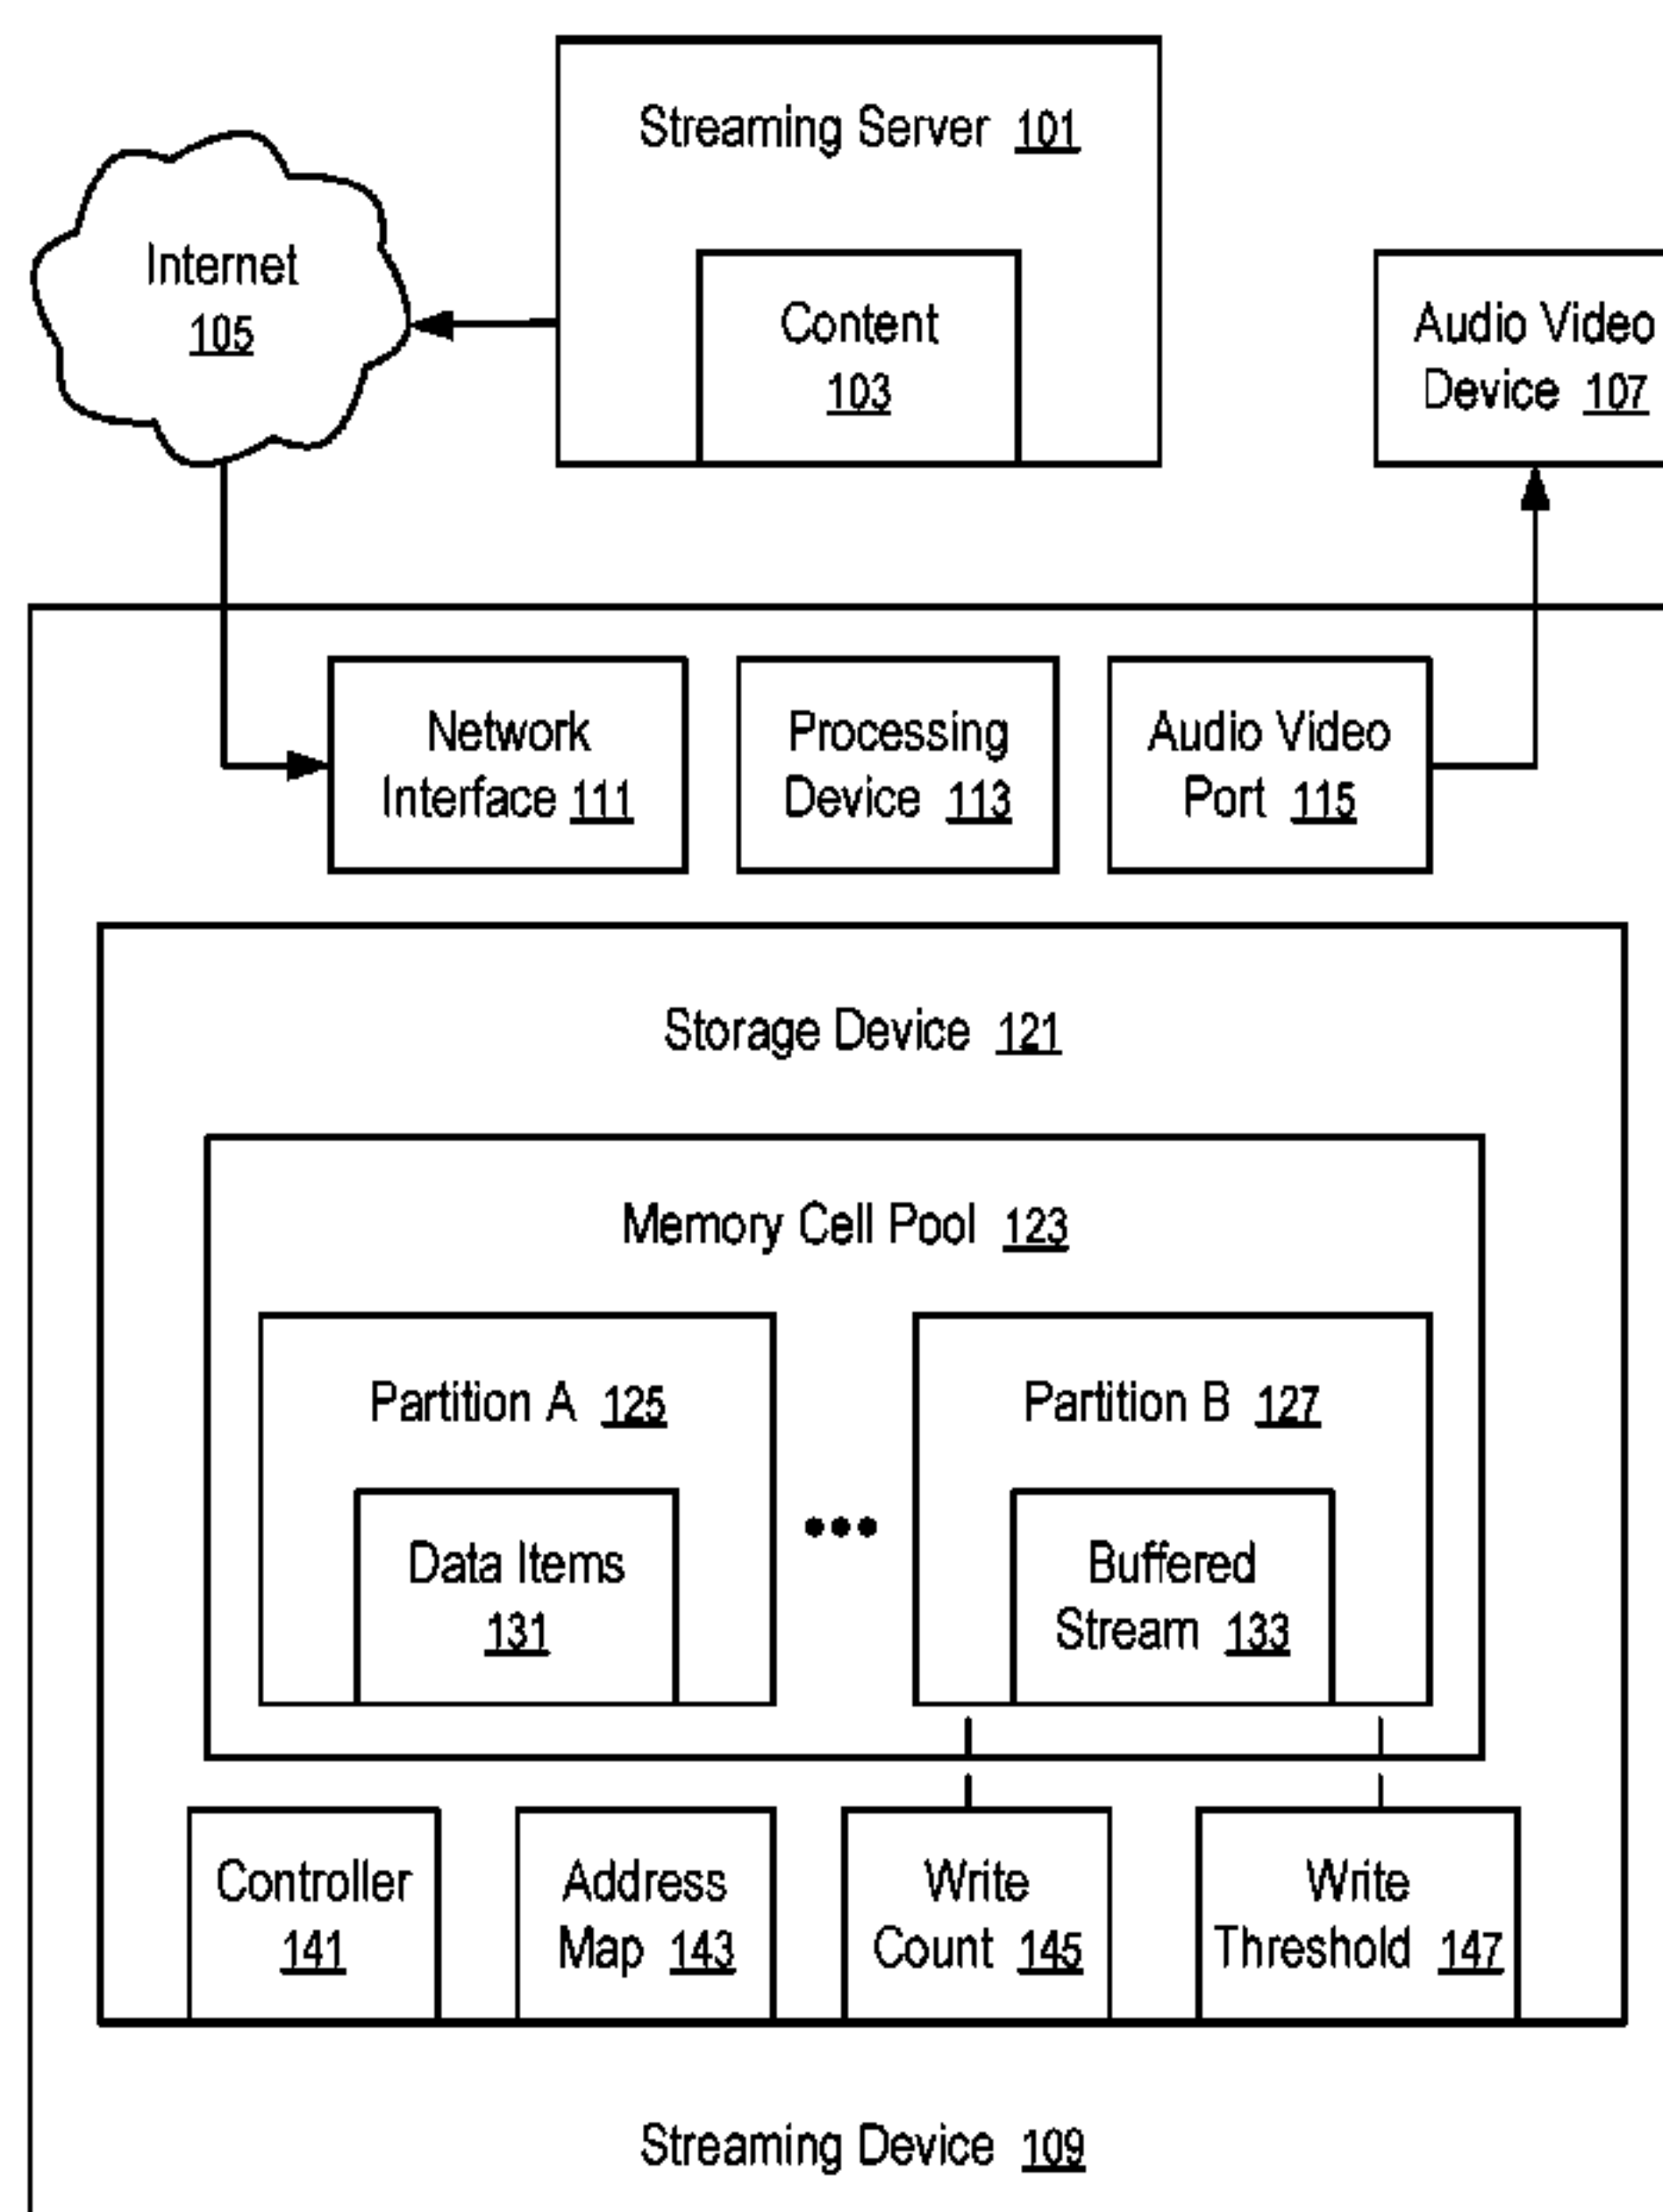 Streaming Server 101
Internet
105
Content
103
Audio Video
Device 107
Network
Interface 111
Processing
Device 113
Audio Video
Port 115
Storage Device 121
Memory Cell Pool 123
Partition A 125
Partition B 127
Data Items
131
Buffered
Stream 133
Controller
141
Address
Map 143
Write
Count 145
Write
Threshold 147
Streaming Device 109